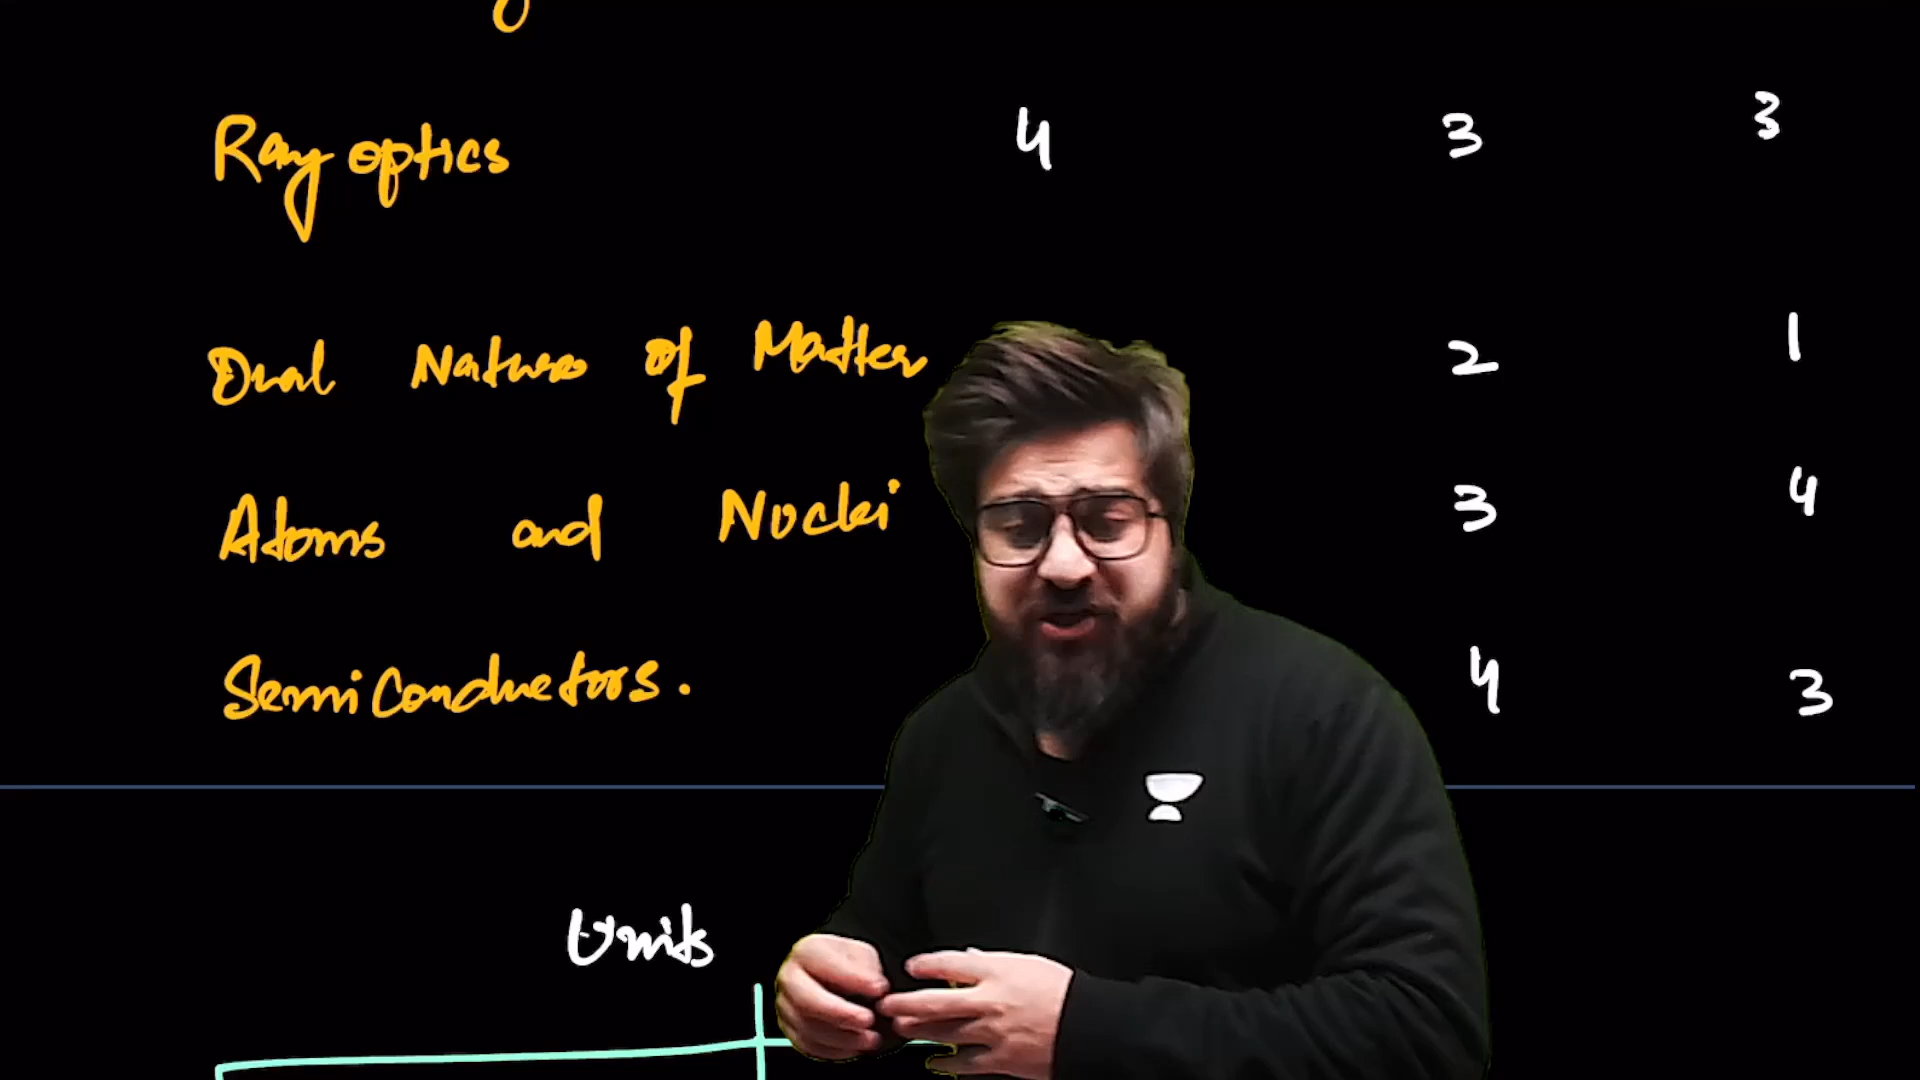 Ray optics 4 3 3
Dual Nature of Matter 2 1
Atoms and Nuclei 3 4
Semiconductors. 4 3
Units